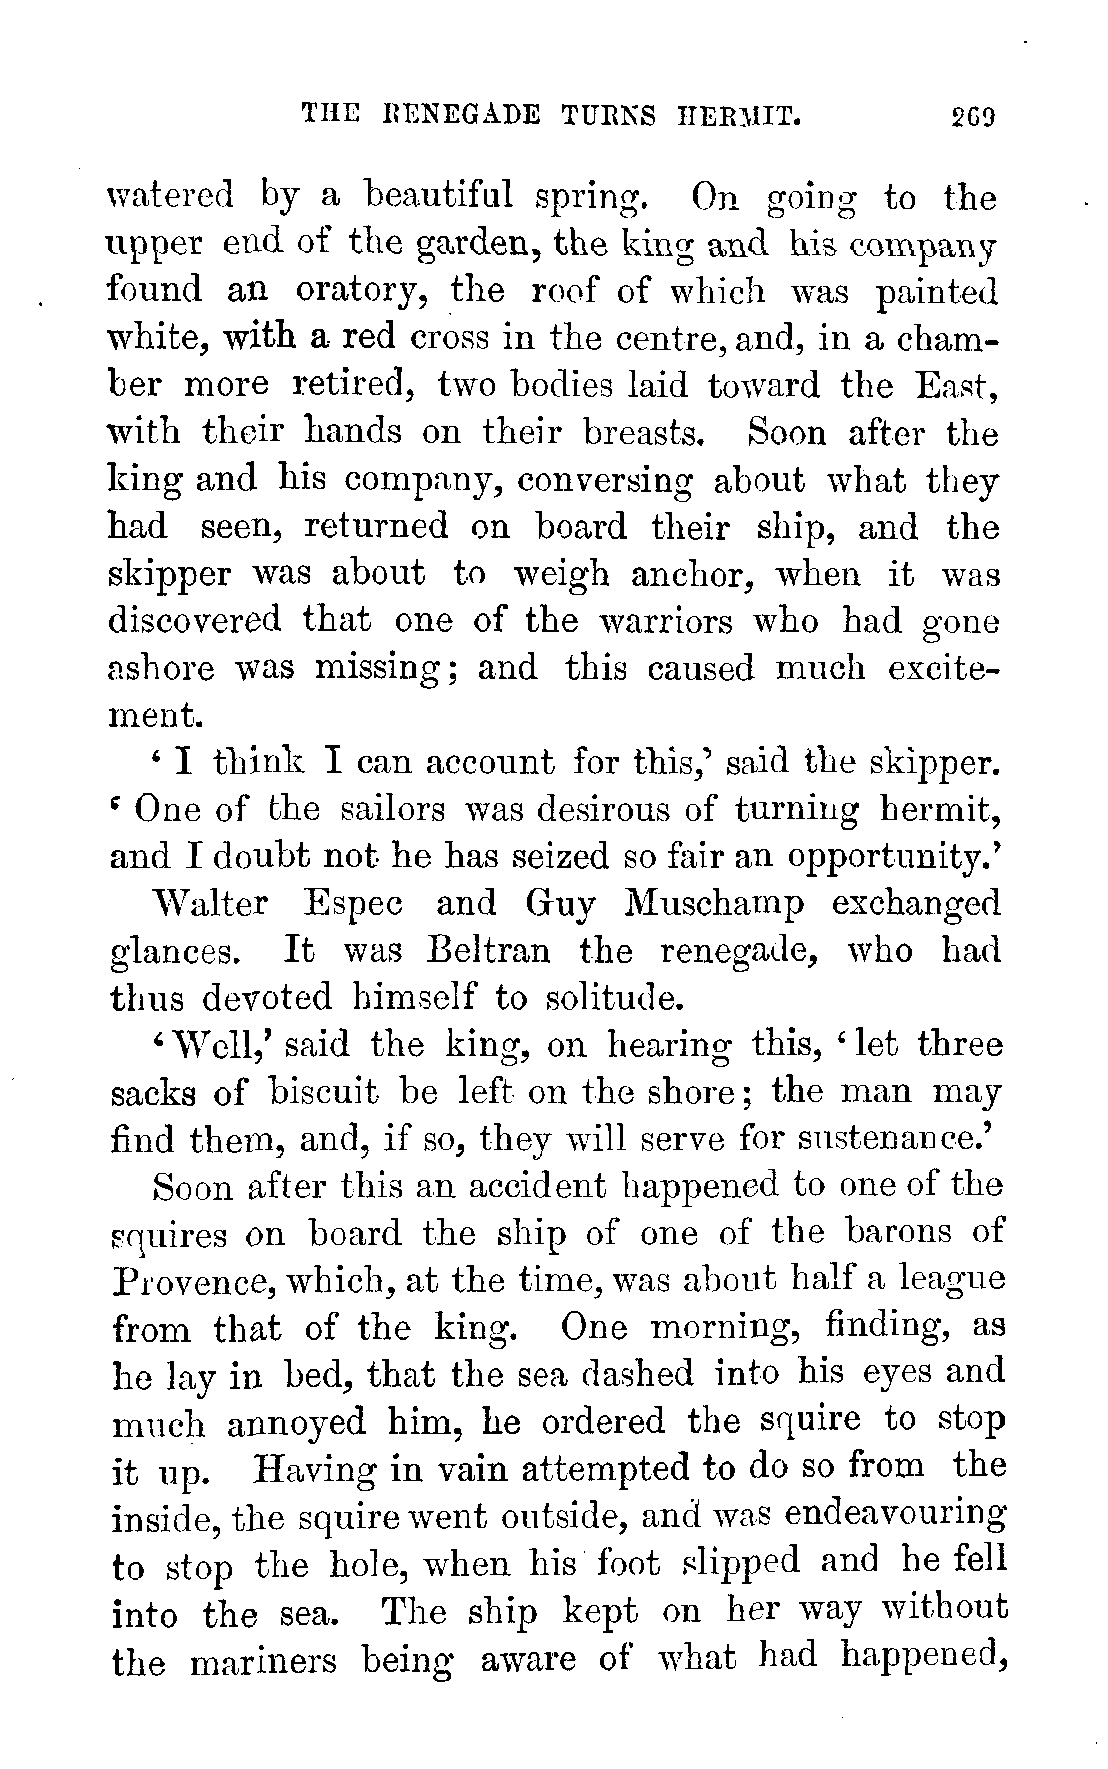 THE RENEGADE TURNS HERMIT. 269
watered by a beautiful spring. On going to the
upper end of the garden, the king and his company
found an oratory, the roof of which was painted
white, with a red cross in the centre, and, in a cham-
ber more retired, two bodies laid toward the East,
with their hands on their breasts. Soon after the
king and his company, conversing about what they
had seen, returned on board their ship, and the
skipper was about to weigh anchor, when it was
discovered that one of the warriors who had gone
ashore was missing; and this caused much excite-
ment.
‘I think I can account for this,’ said the skipper.
‘One of the sailors was desirous of turning hermit,
and I doubt not he has seized so fair an opportunity.’
Walter Espec and Guy Muschamp exchanged
glances. It was Beltran the renegade, who had
thus devoted himself to solitude.
‘Well,’ said the king, on hearing this, ‘let three
sacks of biscuit be left on the shore; the man may
find them, and, if so, they will serve for sustenance.’
Soon after this an accident happened to one of the
squires on board the ship of one of the barons of
Provence, which, at the time, was about half a league
from that of the king. One morning, finding, as
he lay in bed, that the sea dashed into his eyes and
much annoyed him, he ordered the squire to stop
it up. Having in vain attempted to do so from the
inside, the squire went outside, and was endeavouring
to stop the hole, when his foot slipped and he fell
into the sea. The ship kept on her way without
the mariners being aware of what had happened,